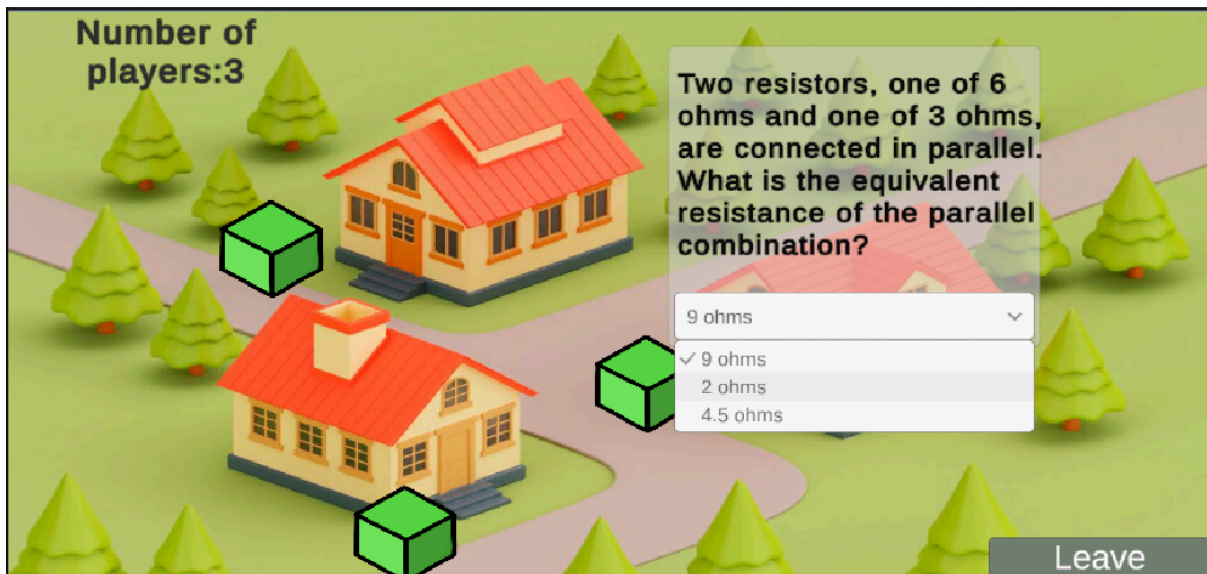 Number of
players:3
Two resistors, one of 6
ohms and one of 3 ohms,
are connected in parallel.
What is the equivalent
resistance of the parallel
combination?
9 ohms
9 ohms
2 ohms
4.5 ohms
Leave